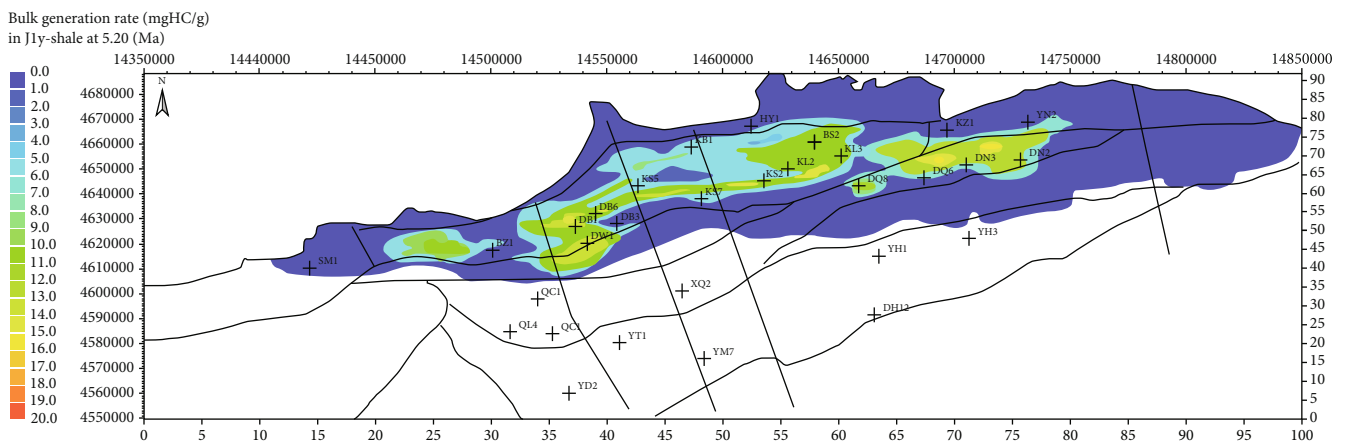 Bulk generation rate (mgHC/g)
in J1y-shale at 5.20 (Ma)
14350000 14440000 14450000 14500000 14550000 14600000 14650000 14700000 14750000 14800000 14850000
0.0
1.0
2.0
3.0
4.0
5.0
6.0
7.0
8.0
9.0
10.0
11.0
12.0
13.0
14.0
15.0
16.0
17.0
18.0
19.0
20.0
4680000
4670000
4660000
4650000
4640000
4630000
4620000
4610000
4600000
4590000
4580000
4570000
4560000
4550000
N
HY1
KZ1
YN2
KB1
BS2
KL3
KL2
DN3
DN2
KS5
KS2
DQ8
DQ6
KS7
DB6
DB1
DB3
DW1
BZ1
SM1
YH3
YH1
XQ2
QC1
DH12
QL4
QC1
YT1
YM7
YD2
90
85
80
75
70
65
60
55
50
45
40
35
30
25
20
15
10
5
0
0 5 10 15 20 25 30 35 40 45 50 55 60 65 70 75 80 85 90 95 100